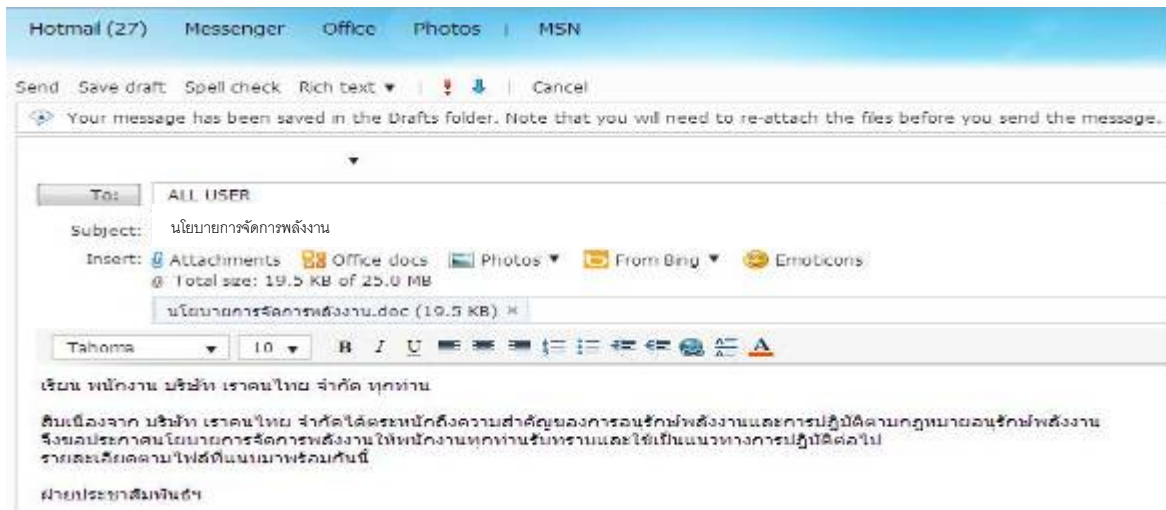 Hotmail (27) Messenger Office Photos | MSN
Send Save draft Spell check Rich text | Cancel
Your message has been saved in the Drafts folder. Note that you will need to re-attach the files before you send the message.
To: ALL USER
Subject: นโยบายการจัดการพลังงาน
Insert: Attachments Office docs Photos From Bing Emoticons
Total size: 19.5 KB of 25.0 MB
นโยบายการจัดการพลังงาน.doc (19.5 KB) ×
Tahoma 10 B I U A
เรียน พนักงาน บริษัท เราคนไทย จำกัด ทุกท่าน
สืบเนื่องจาก บริษัท เราคนไทย จำกัดได้ตระหนักถึงความสำคัญของการอนุรักษ์พลังงานและการปฏิบัติตามกฎหมายอนุรักษ์พลังงาน
จึงขอประกาศนโยบายการจัดการพลังงานให้พนักงานทุกท่านรับทราบและใช้เป็นแนวทางการปฏิบัติต่อไป
รายละเอียดตามไฟล์ที่แนบมาพร้อมกันนี้
ฝ่ายประชาสัมพันธ์ฯ